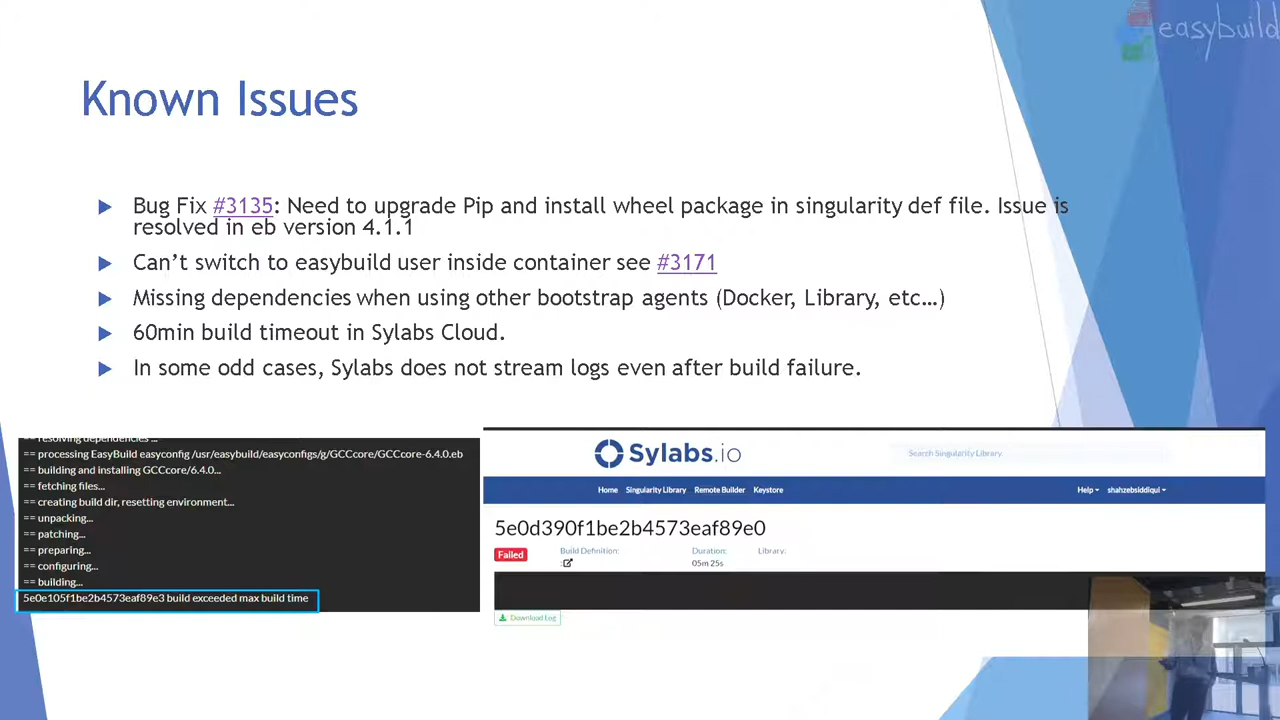 easybuild
Known Issues
Bug Fix #3135: Need to upgrade Pip and install wheel package in singularity def file. Issue is
resolved in eb version 4.1.1
Can't switch to easybuild user inside container see #3171
Missing dependencies when using other bootstrap agents (Docker, Library, etc…)
60min build timeout in Sylabs Cloud.
In some odd cases, Sylabs does not stream logs even after build failure.
== resolving dependencies ...
== processing EasyBuild easyconfig /usr/easybuild/easyconfigs/g/GCCcore/GCCcore-6.4.0.eb
== building and installing GCCcore/6.4.0...
== fetching files...
== creating build dir, resetting environment...
== unpacking...
== patching...
== preparing...
== configuring...
== building...
5e0e105f1be2b4573eaf89e3 build exceeded max build time
Sylabs.io
Search Singularity Library.
Home Singularity Library Remote Builder Keystore Help shahzebsiddiqui
5e0d390f1be2b4573eaf89e0
Failed
Build Definition: Duration: Library:
05m 25s
Download Log